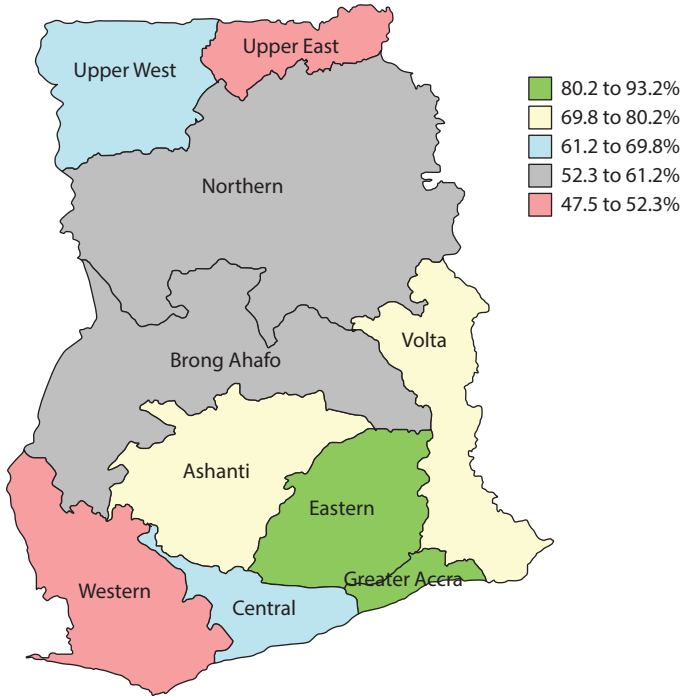 Upper West
Upper East
80.2 to 93.2%
69.8 to 80.2%
61.2 to 69.8%
52.3 to 61.2%
47.5 to 52.3%
Northern
Volta
Brong Ahafo
Ashanti
Eastern
Greater Accra
Western
Central